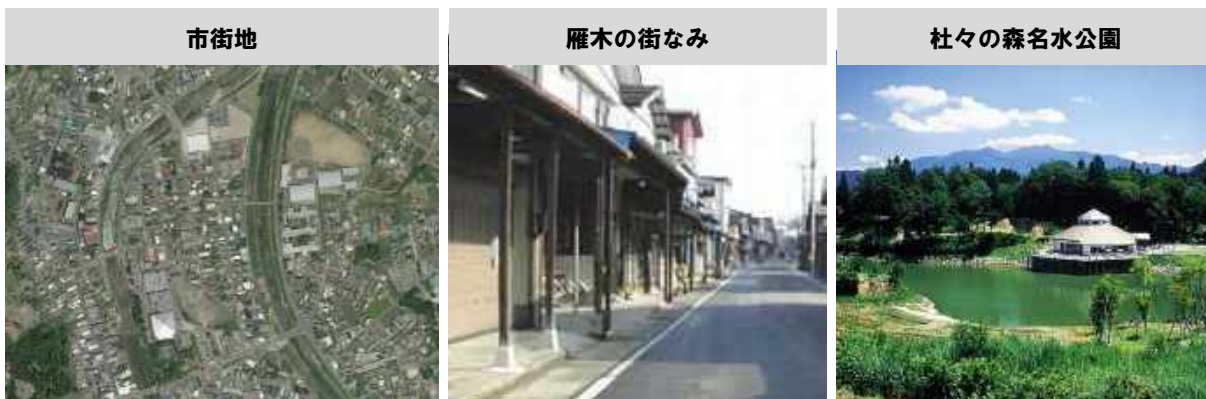 市街地
雁木の街なみ
杜々の森名水公園